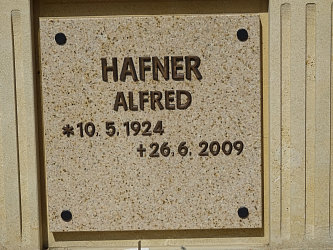 HAFNER
ALFRED
*10. 5. 1924
+26. 6. 2009